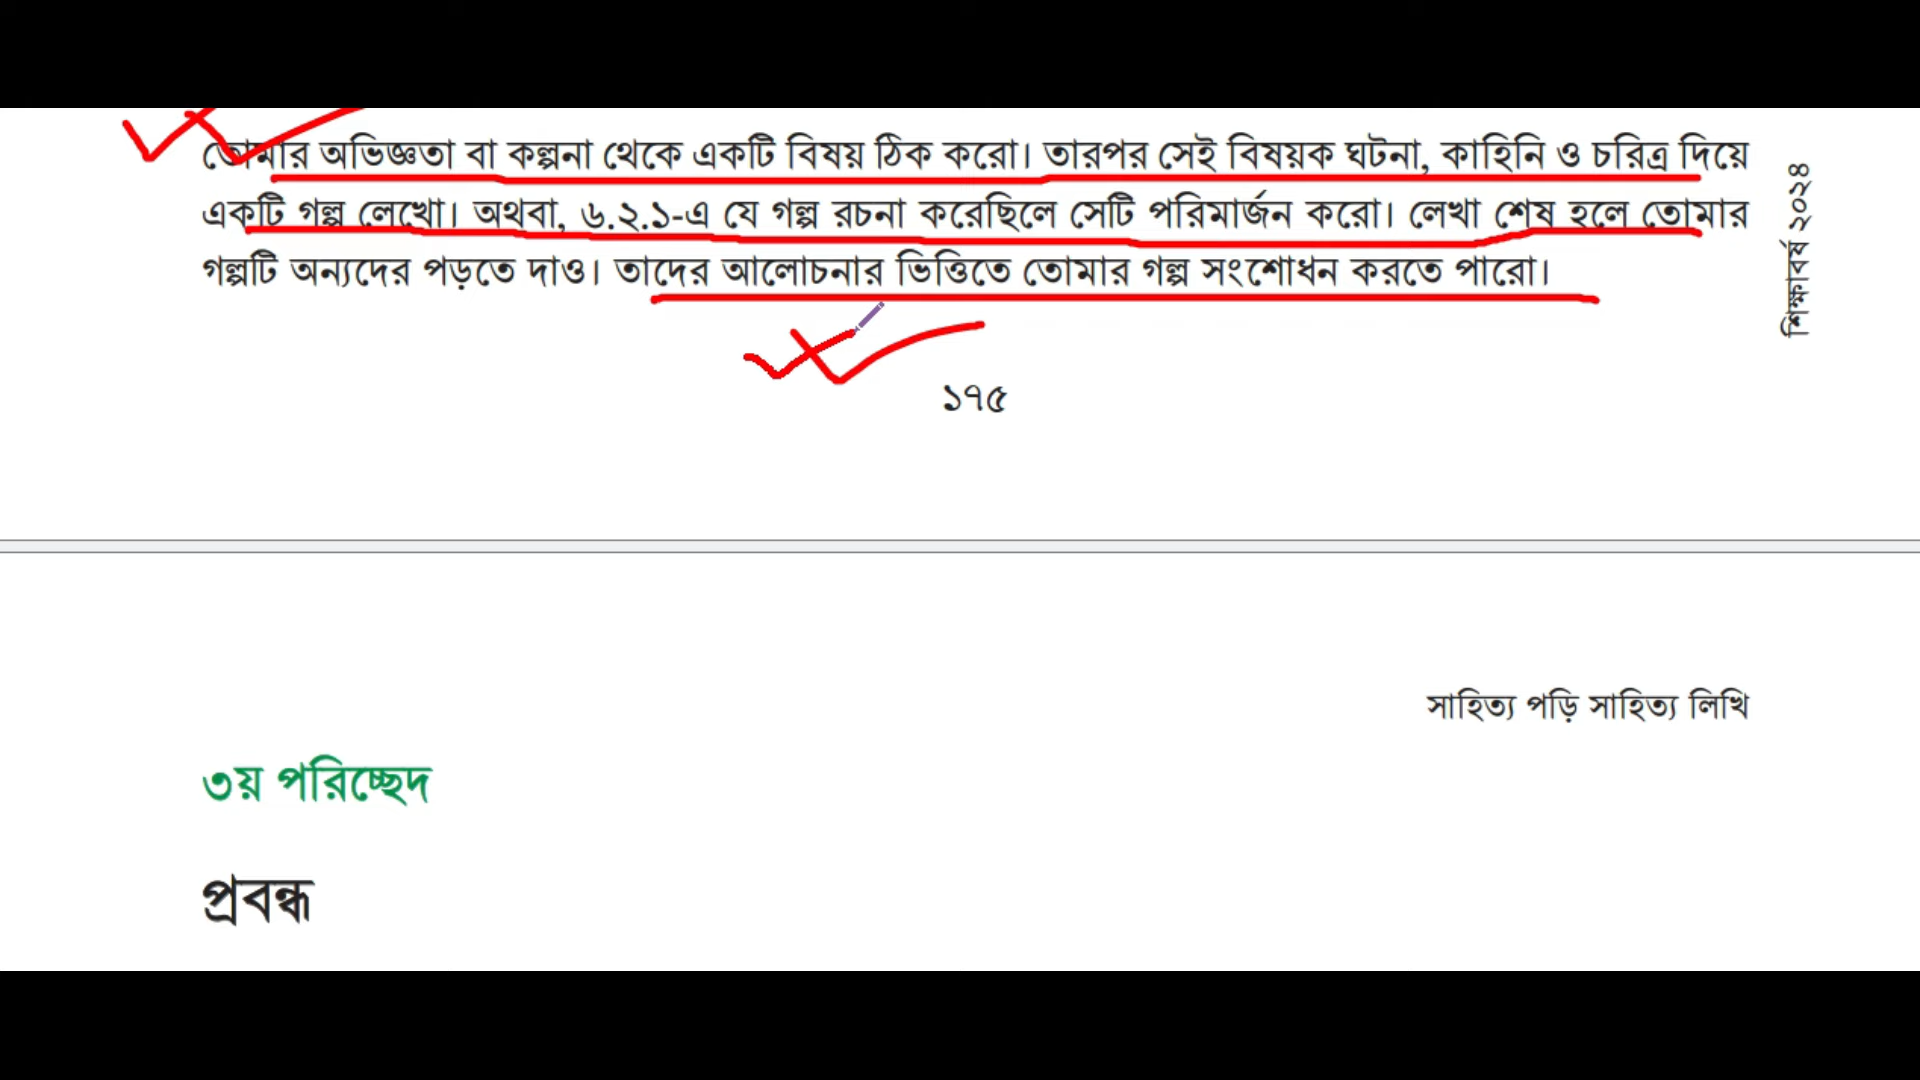 তোমার অভিজ্ঞতা বা কল্পনা থেকে একটি বিষয় ঠিক করো। তারপর সেই বিষয়ক ঘটনা, কাহিনি ও চরিত্র দিয়ে
একটি গল্প লেখো। অথবা, ৬.২.১-এ যে গল্প রচনা করেছিলে সেটি পরিমার্জন করো। লেখা শেষ হলে তোমার
গল্পটি অন্যদের পড়তে দাও। তাদের আলোচনার ভিত্তিতে তোমার গল্প সংশোধন করতে পারো।
শিক্ষাবর্ষ ২০২৪
১৭৫
সাহিত্য পড়ি সাহিত্য লিখি
৩য় পরিচ্ছেদ
প্রবন্ধ